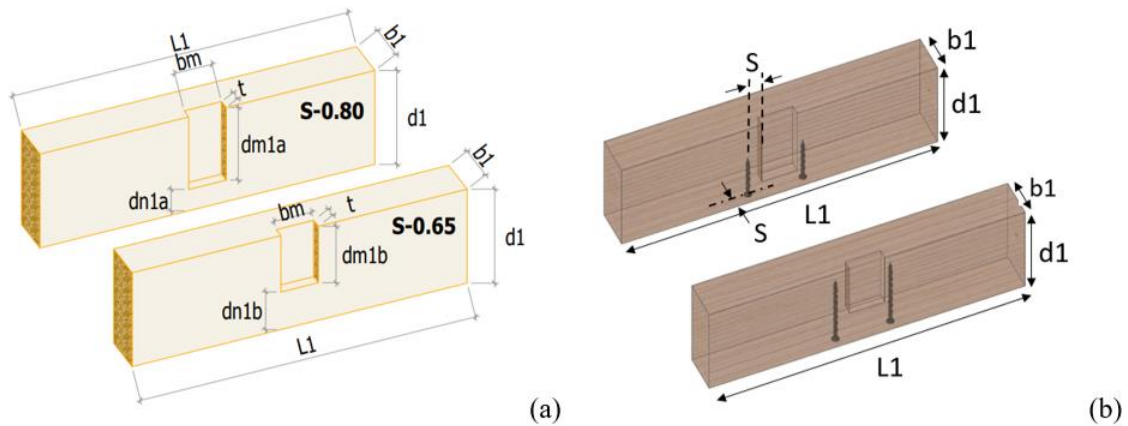 L1
b1
bm
t
S-0.80
dm1a
d1
dn1a
b1
bm
t
S-0.65
dm1b
d1
dn1b
L1
(a)
S
b1
d1
S
L1
b1
d1
L1
(b)